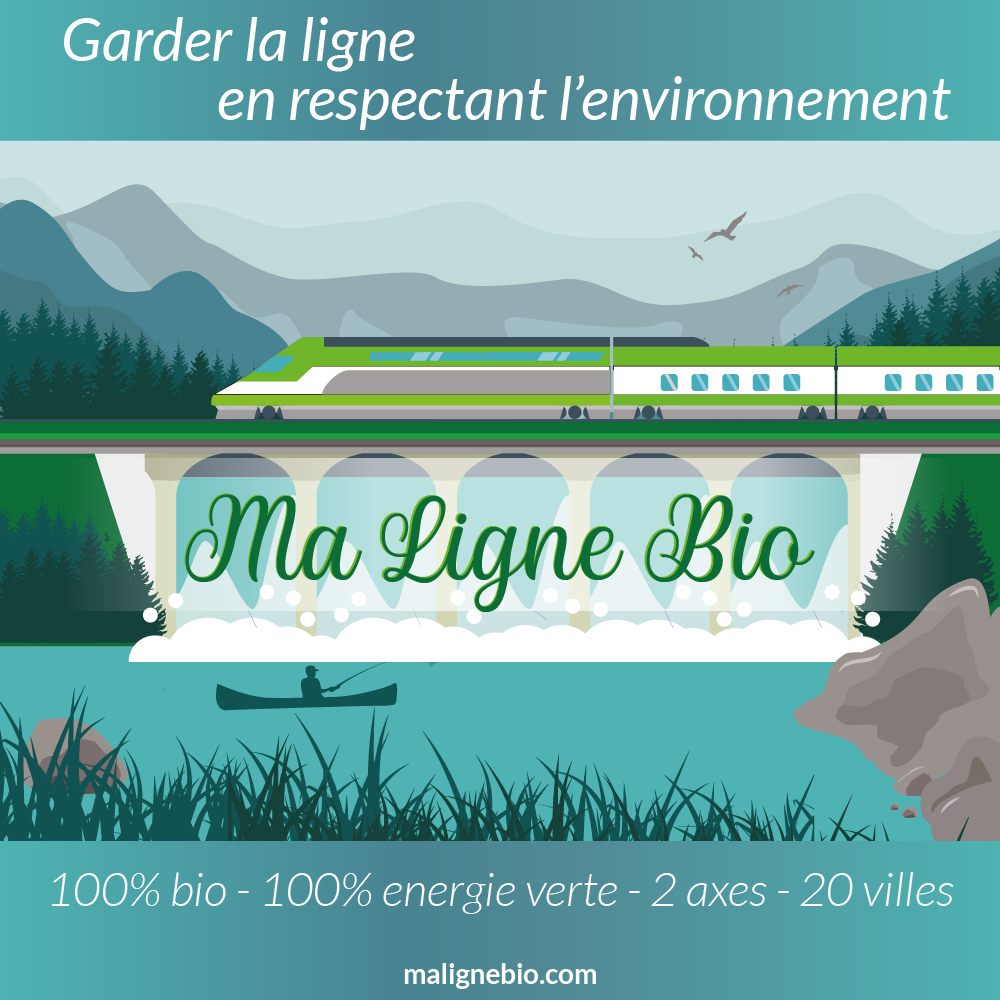 Garder la ligne
en respectant l’environnement
Ma Ligne Bio
100% bio - 100% energie verte - 2 axes - 20 villes
malignebio.com